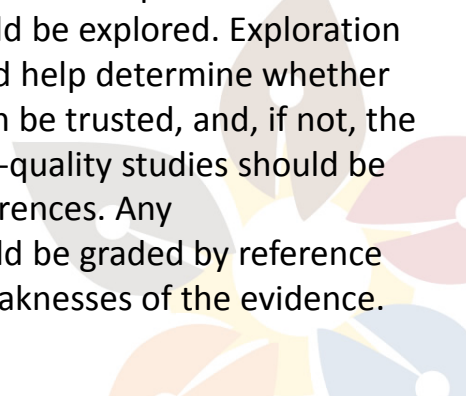 ld be explored. Exploration
d help determine whether
n be trusted, and, if not, the
-quality studies should be
rences. Any
ld be graded by reference
aknesses of the evidence.